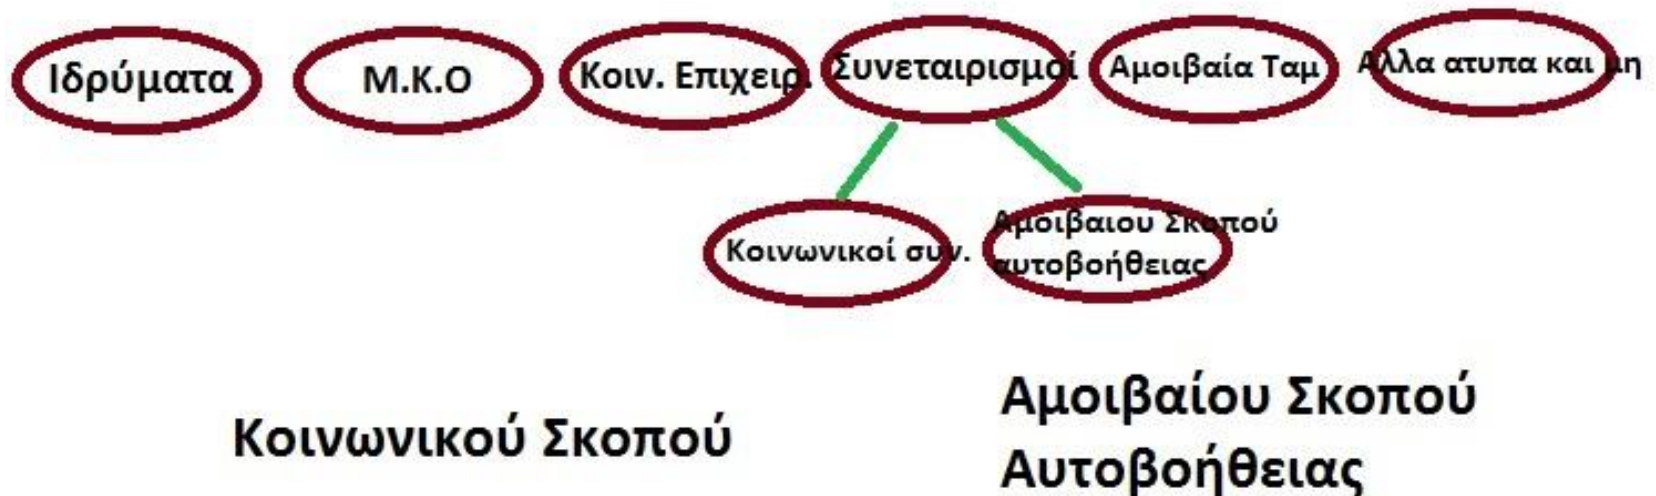 Ιδρύματα
Μ.Κ.Ο
Κοιν. Επιχειρ.
Συνεταιρισμοί
Αμοιβαία Ταμ
Αλλα ατυπα και μη
Κοινωνικοί συν.
Αμοιβαιου Σκοπού
αυτοβοήθειας
Κοινωνικού Σκοπού
Αμοιβαίου Σκοπού
Αυτοβοήθειας